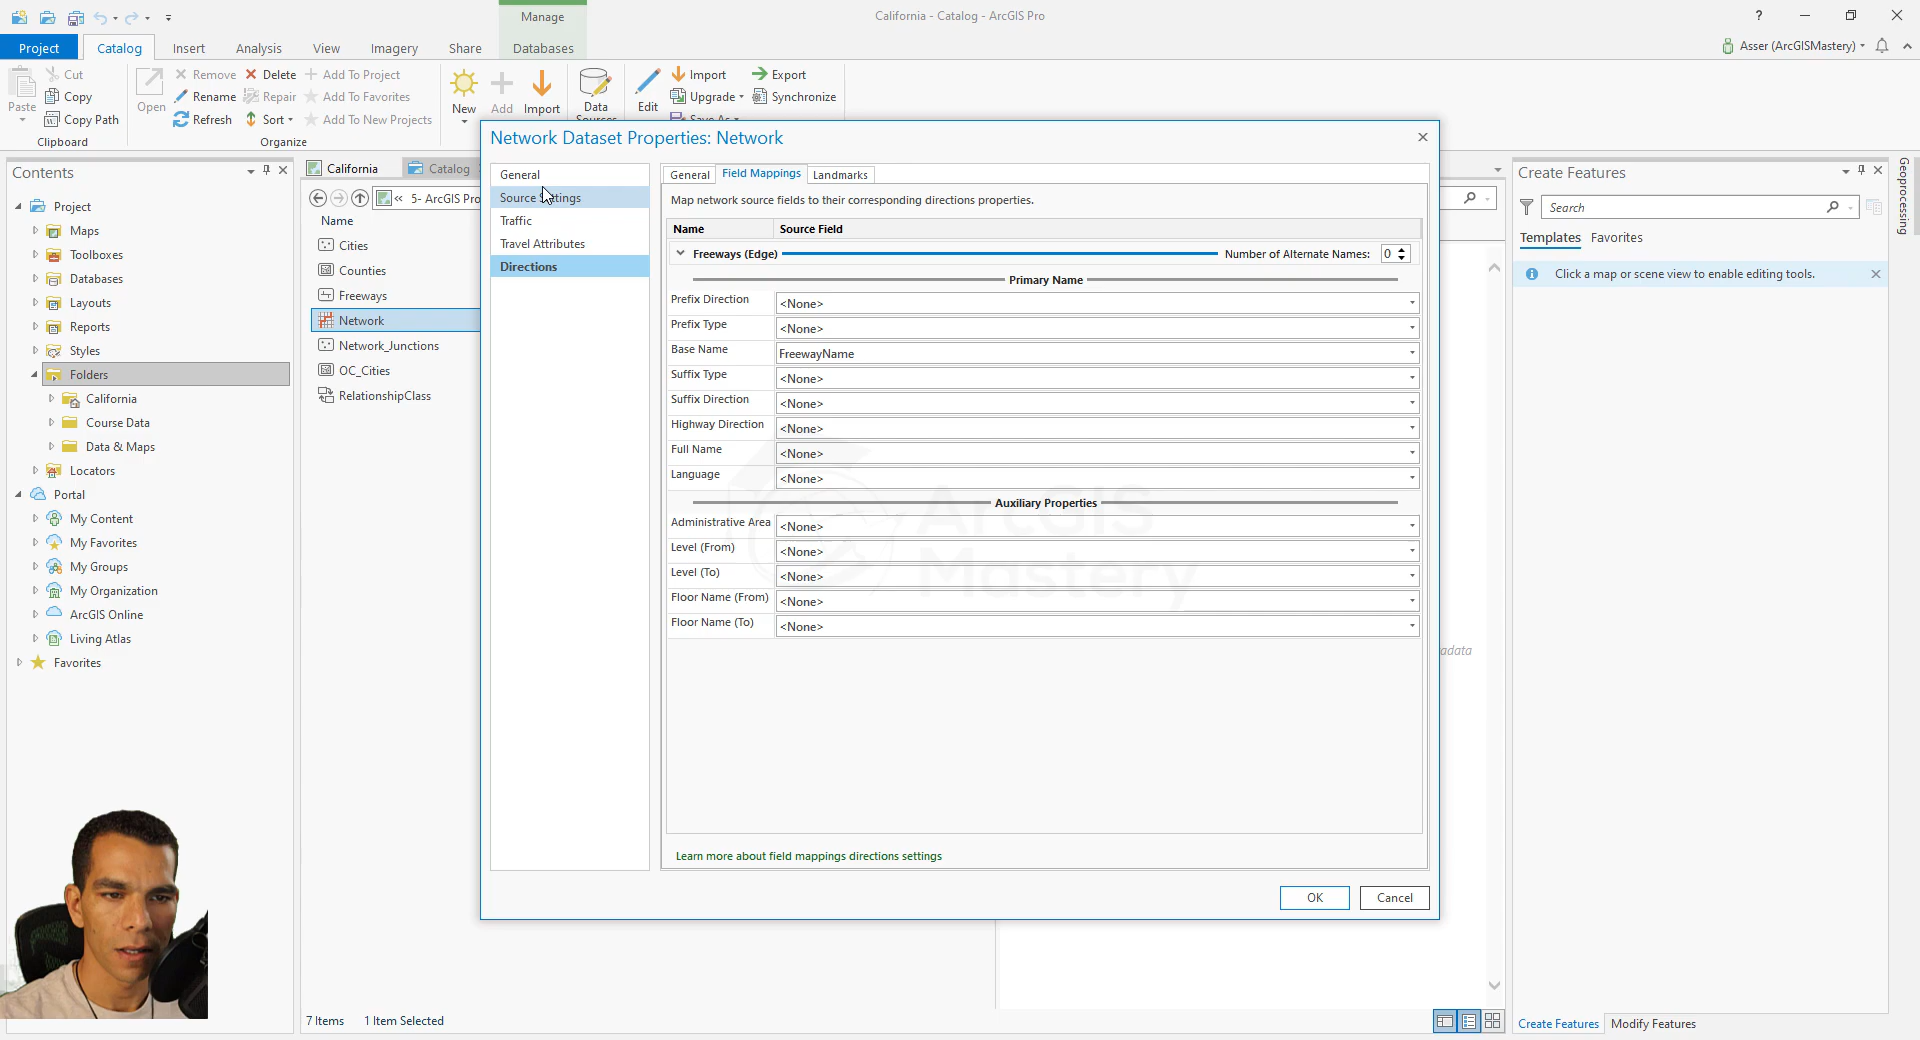 Manage
California - Catalog - ArcGIS Pro
?
Project
Catalog
Insert
Analysis
View
Imagery
Share
Databases
Asser (ArcGISMastery)
Paste
Cut
Copy
Copy Path
Clipboard
Open
Remove
Rename
Refresh
Delete
Repair
Sort
Add To Project
Add To Favorites
Add To New Projects
Organize
New
Add
Import
Data
Sources
Edit
Import
Upgrade
Save As
Export
Synchronize
Contents
Project
Maps
Toolboxes
Databases
Layouts
Reports
Styles
Folders
California
Course Data
Data & Maps
Locators
Portal
My Content
My Favorites
My Groups
My Organization
ArcGIS Online
Living Atlas
Favorites
California
Catalog
« 5- ArcGIS Pro
Name
Cities
Counties
Freeways
Network
Network_Junctions
OC_Cities
RelationshipClass
7 Items 1 Item Selected
Network Dataset Properties: Network
General
Source Settings
Traffic
Travel Attributes
Directions
General
Field Mappings
Landmarks
Map network source fields to their corresponding directions properties.
Name Source Field
Freeways (Edge) Number of Alternate Names: 0
Primary Name
Prefix Direction <None>
Prefix Type <None>
Base Name FreewayName
Suffix Type <None>
Suffix Direction <None>
Highway Direction <None>
Full Name <None>
Language <None>
Auxiliary Properties
Administrative Area <None>
Level (From) <None>
Level (To) <None>
Floor Name (From) <None>
Floor Name (To) <None>
ArcGIS
Mastery
Learn more about field mappings directions settings
OK
Cancel
adata
Create Features
Search
Templates
Favorites
Click a map or scene view to enable editing tools.
Create Features
Modify Features
Geoprocessing